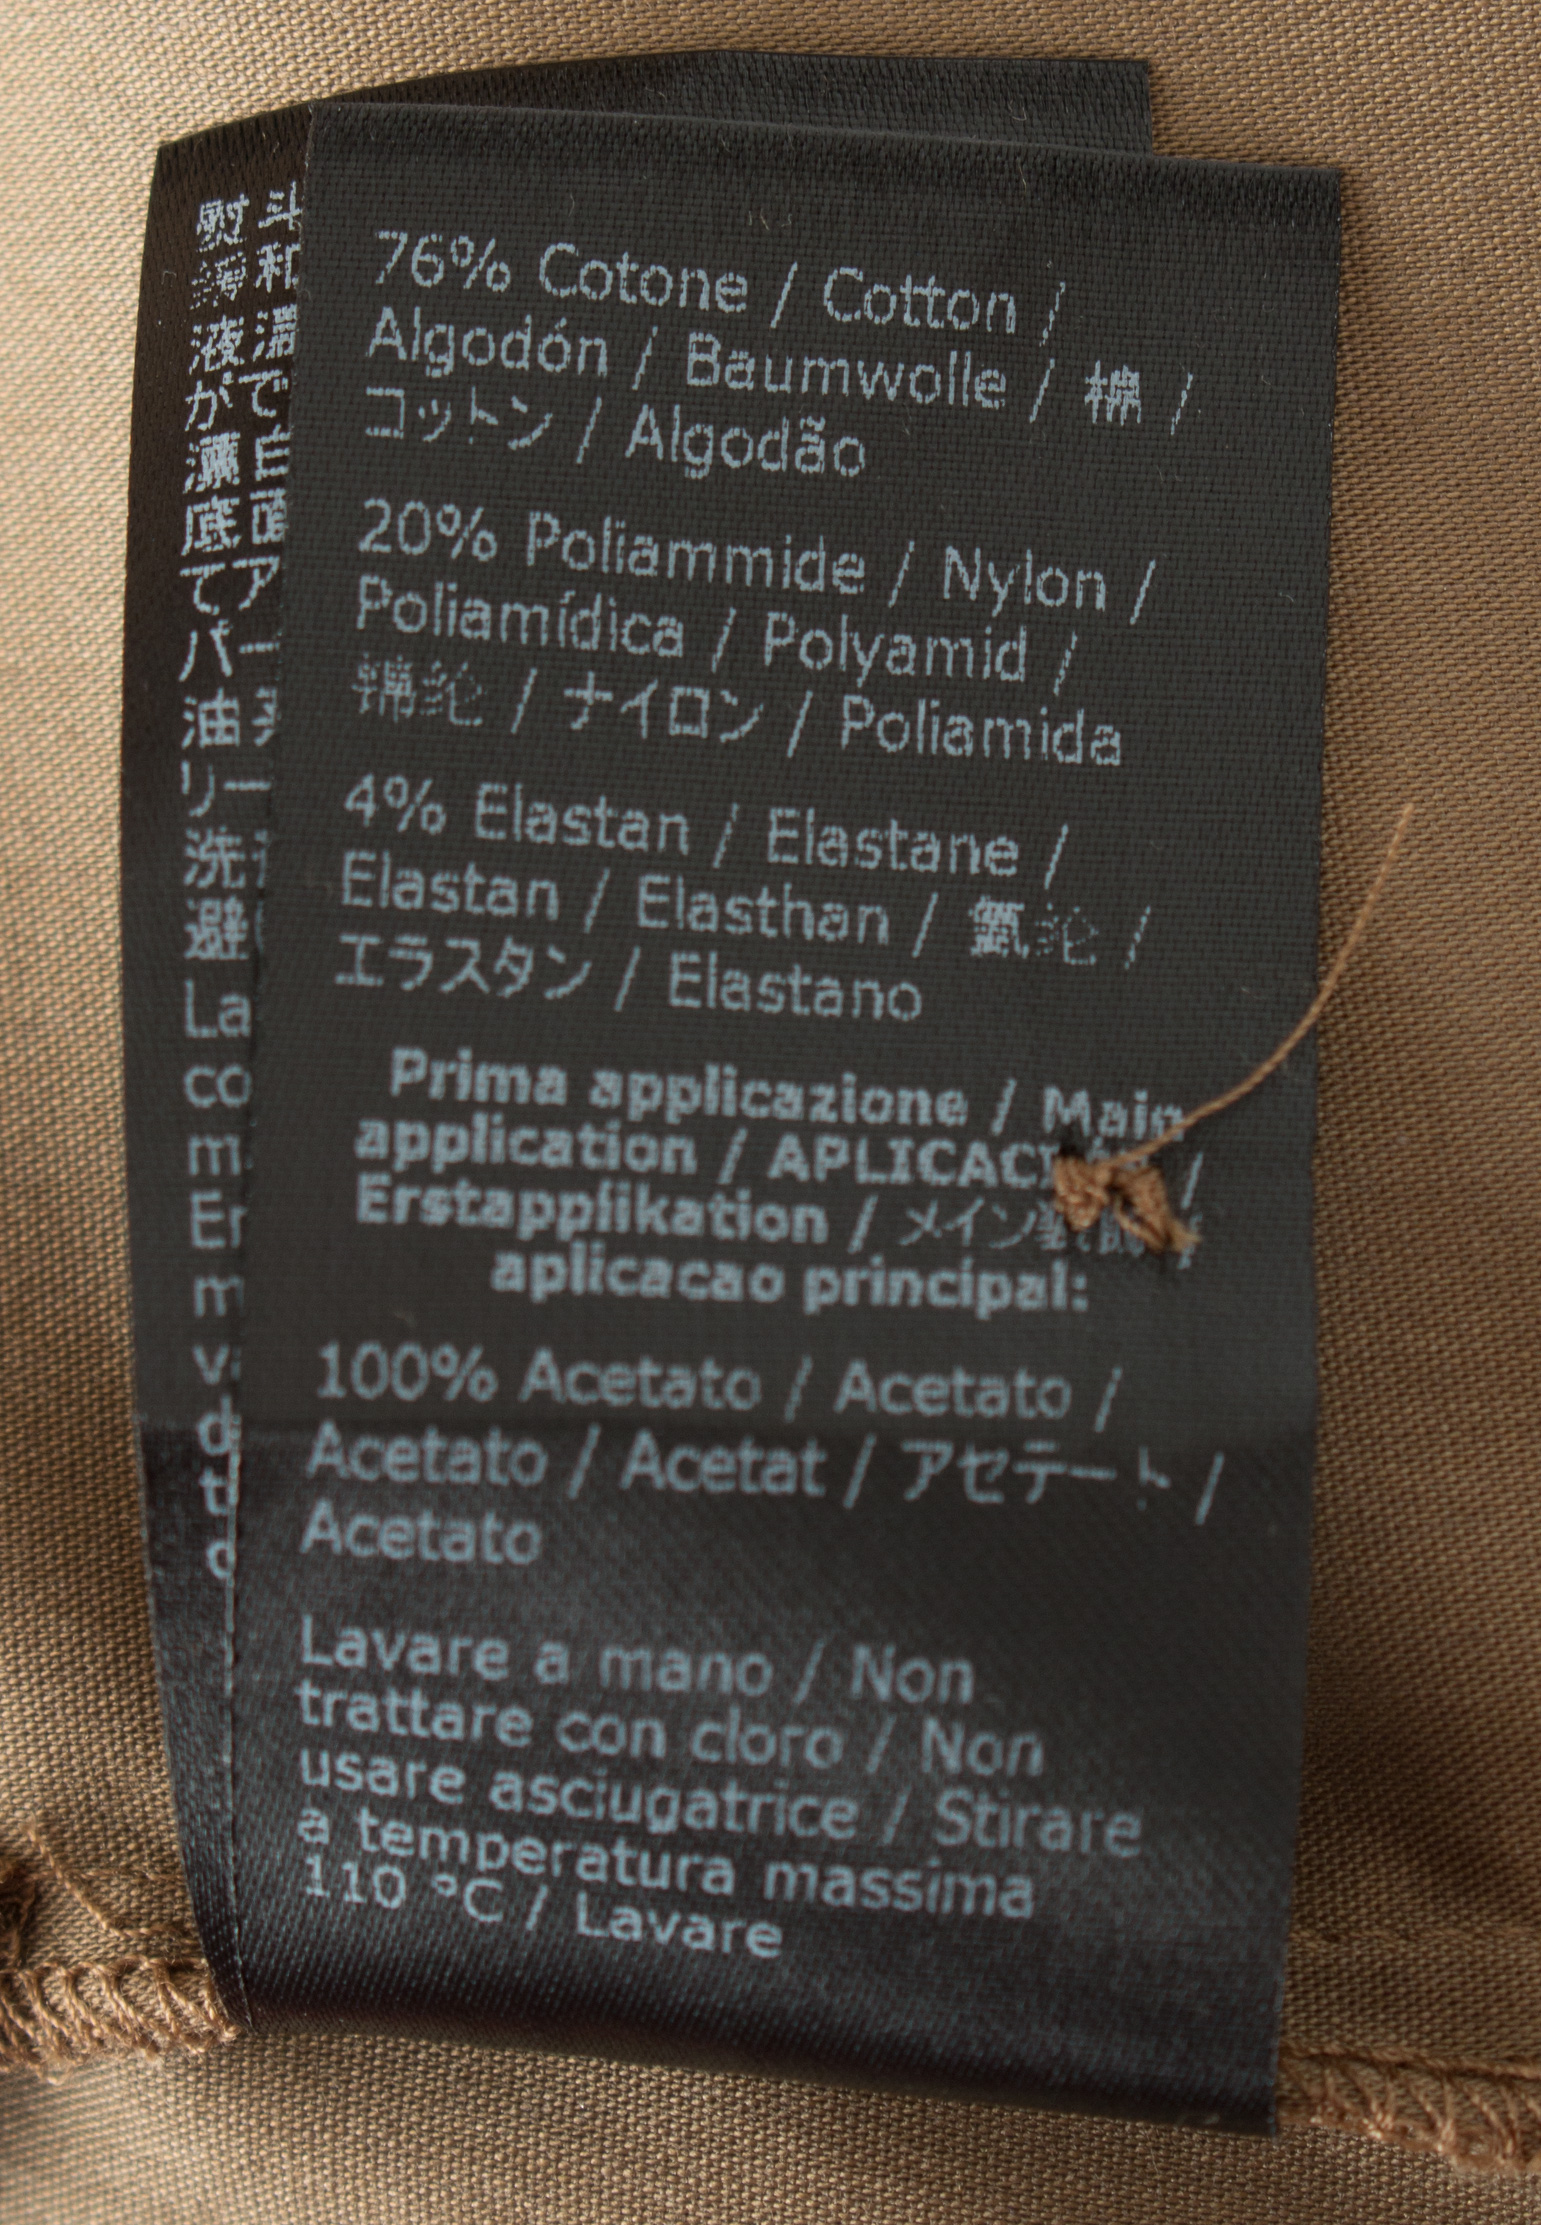 76% Cotone / Cotton /
Algodón / Baumwolle / 棉 /
コットン / Algodão
20% Poliammide / Nylon /
Poliamídica / Polyamid /
锦纶 / ナイロン / Poliamida
4% Elastan / Elastane /
Elastan / Elasthan / 氨纶 /
エラスタン / Elastano
Prima applicazione / Main
application /
Erstapplikation / メイン
aplicacao principal:
100% Acetato / Acetato /
Acetato / Acetat / アセテート /
Acetato
Lavare a mano / Non
trattare con cloro / Non
usare asciugatrice / Stirare
a temperatura massima
110 °C / Lavare